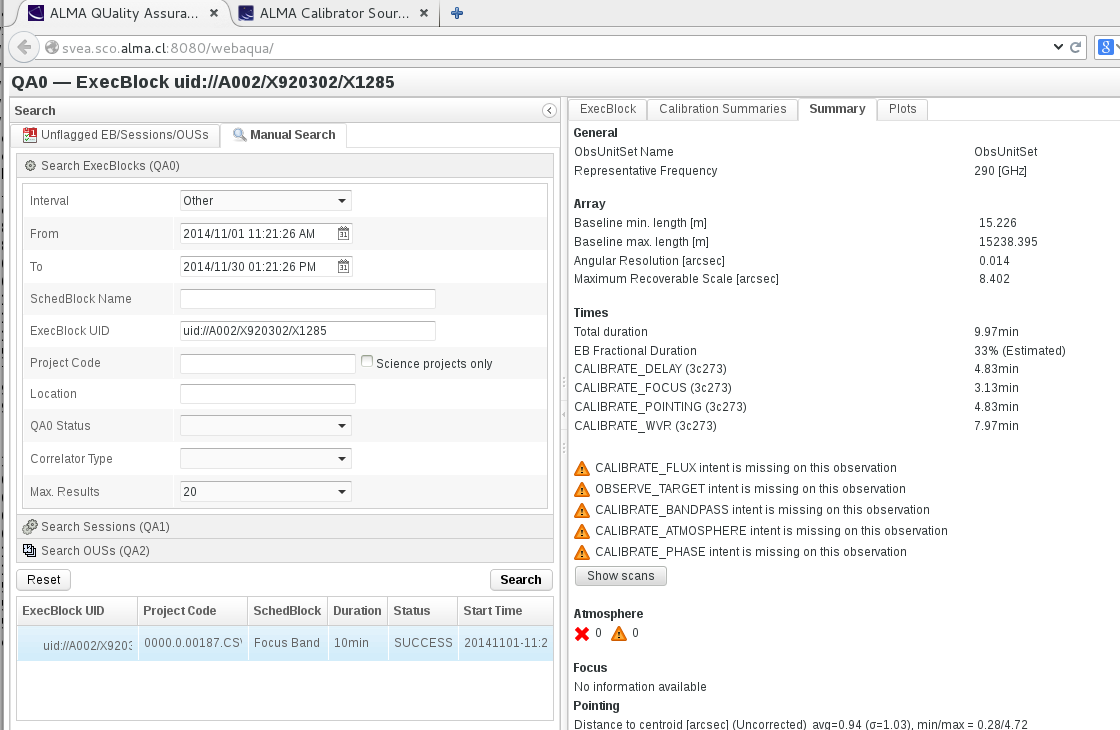 ALMA QUality Assura...
ALMA Calibrator Sour...
svea.sco.alma.cl:8080/webaqua/
QA0 — ExecBlock uid://A002/X920302/X1285
Search
Unflagged EB/Sessions/OUSs
Manual Search
Search ExecBlocks (QA0)
Interval Other
From 2014/11/01 11:21:26 AM
To 2014/11/30 01:21:26 PM
SchedBlock Name
ExecBlock UID uid://A002/X920302/X1285
Project Code Science projects only
Location
QA0 Status
Correlator Type
Max. Results 20
Search Sessions (QA1)
Search OUSs (QA2)
Reset Search
ExecBlock UID Project Code SchedBlock Duration Status Start Time
uid://A002/X9203 0000.0.00187.CSV Focus Band 10min SUCCESS 20141101-11:2
ExecBlock Calibration Summaries Summary Plots
General
ObsUnitSet Name ObsUnitSet
Representative Frequency 290 [GHz]
Array
Baseline min. length [m] 15.226
Baseline max. length [m] 15238.395
Angular Resolution [arcsec] 0.014
Maximum Recoverable Scale [arcsec] 8.402
Times
Total duration 9.97min
EB Fractional Duration 33% (Estimated)
CALIBRATE_DELAY (3c273) 4.83min
CALIBRATE_FOCUS (3c273) 3.13min
CALIBRATE_POINTING (3c273) 4.83min
CALIBRATE_WVR (3c273) 7.97min
CALIBRATE_FLUX intent is missing on this observation
OBSERVE_TARGET intent is missing on this observation
CALIBRATE_BANDPASS intent is missing on this observation
CALIBRATE_ATMOSPHERE intent is missing on this observation
CALIBRATE_PHASE intent is missing on this observation
Show scans
Atmosphere
0 0
Focus
No information available
Pointing
Distance to centroid [arcsec] (Uncorrected) avg=0.94 (σ=1.03), min/max = 0.28/4.72